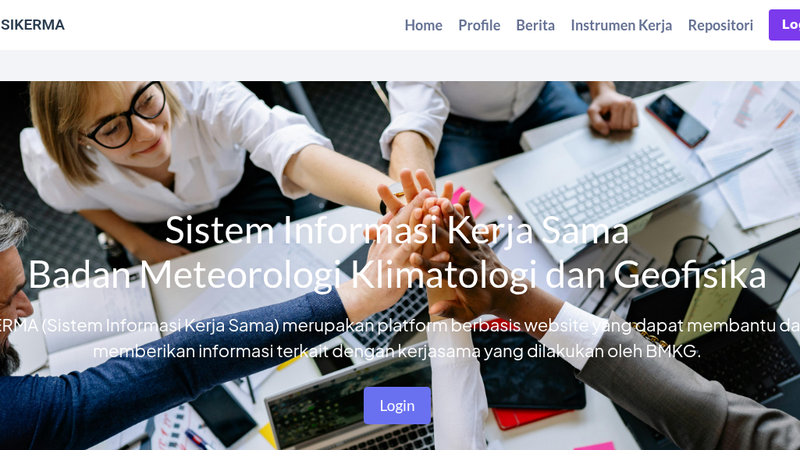 SIKERMA
Home Profile Berita Instrumen Kerja Repositori
Sistem Informasi Kerja Sama
Badan Meteorologi Klimatologi dan Geofisika
(Sistem Informasi Kerja Sama) merupakan platform berbasis website yang dapat membantu
memberikan informasi terkait dengan kerjasama yang dilakukan oleh BMKG.
Login